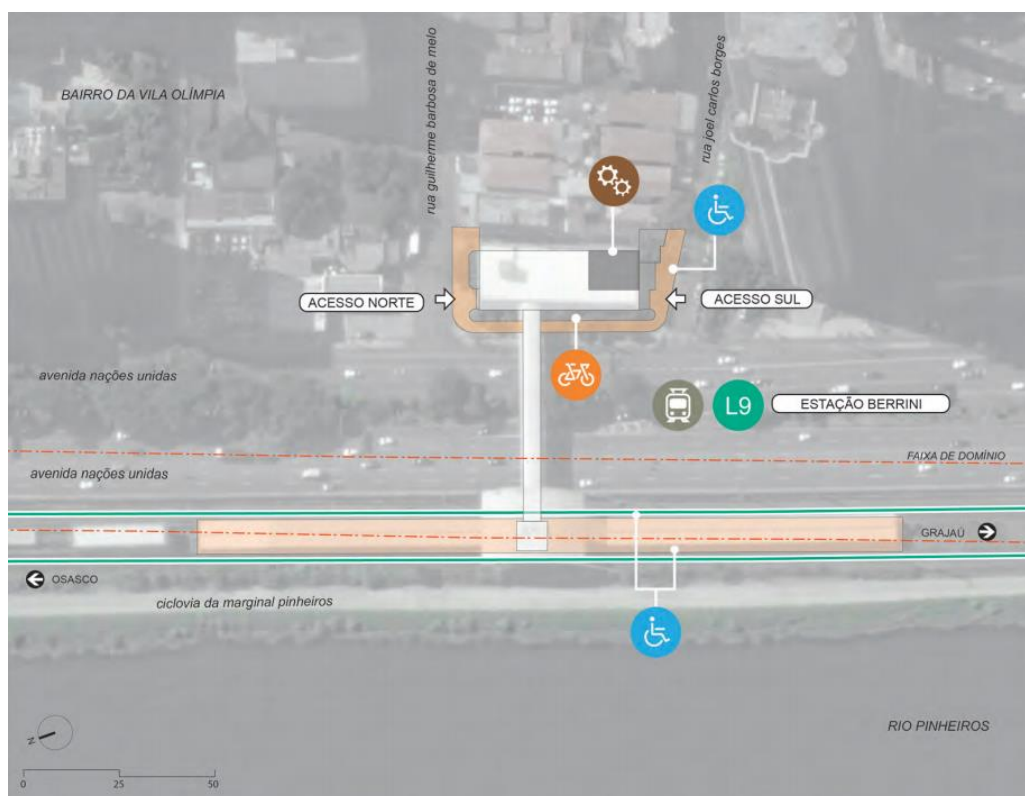 BAIRRO DA VILA OLÍMPIA
rua guilherme barbosa de melo
rua joel carlos borges
ACESSO NORTE
ACESSO SUL
avenida nações unidas
L9
ESTAÇÃO BERRINI
FAIXA DE DOMÍNIO
avenida nações unidas
GRAJAÚ
OSASCO
ciclovia da marginal pinheiros
RIO PINHEIROS
N
0 25 50